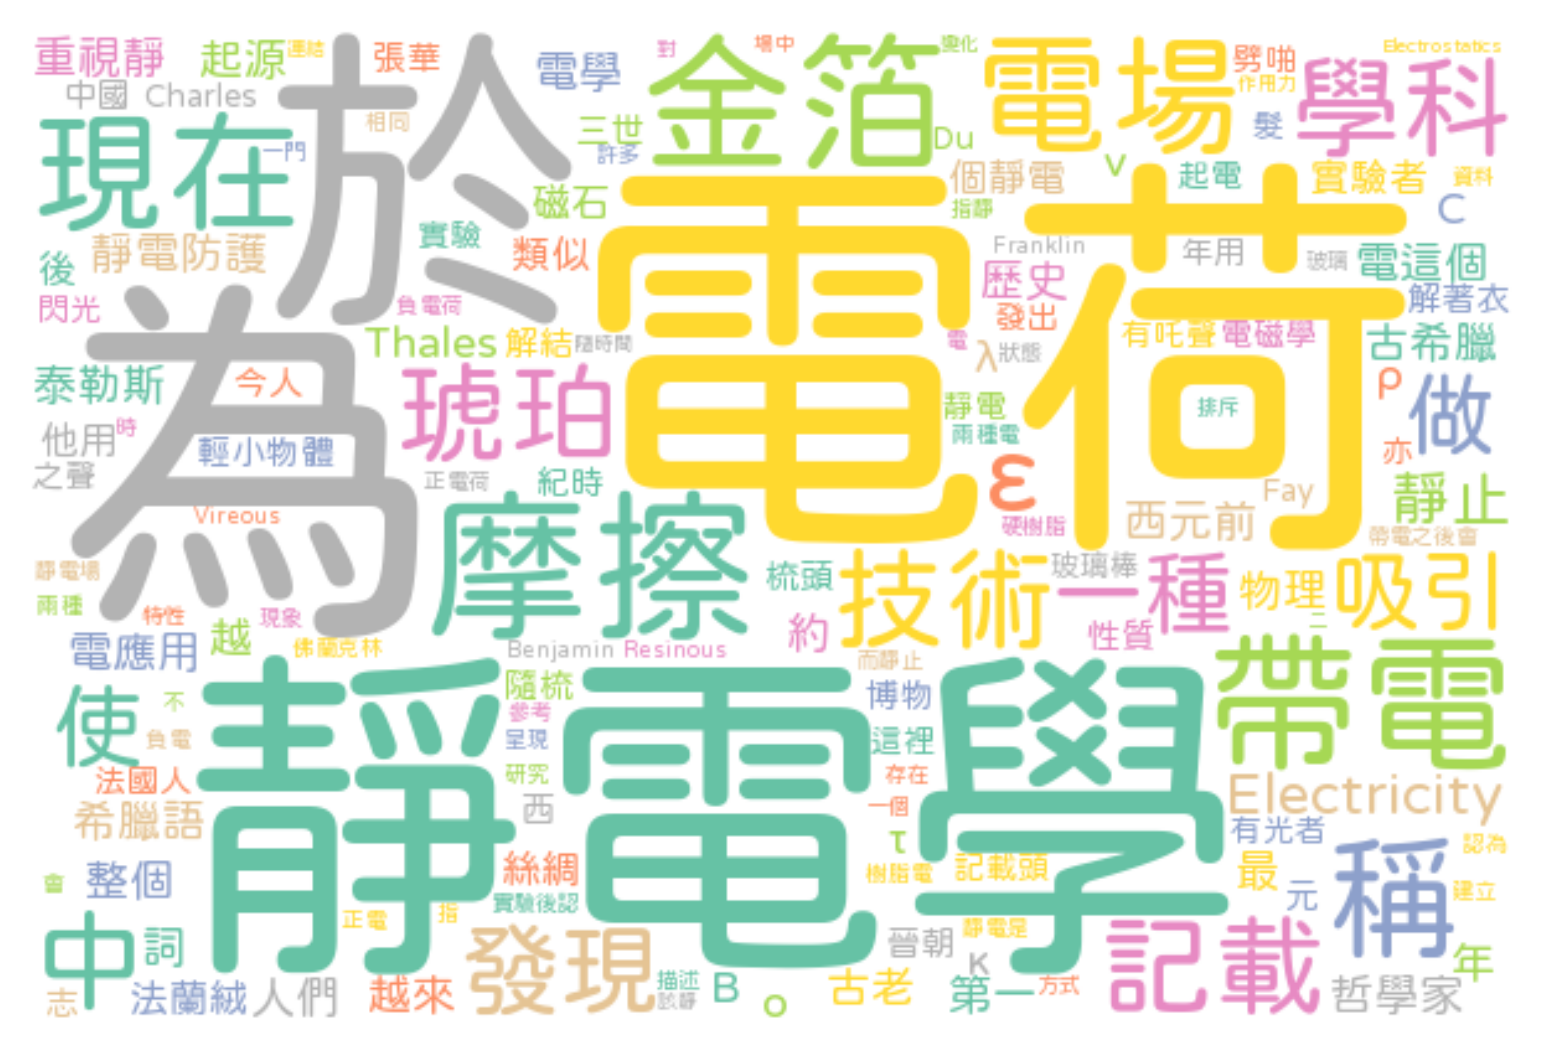 重視靜
起源
連結
張華
電學
對
金箔
場中
變化
電場
劈啪
Electrostatics
中國
Charles
於
作用力
學科
現在
一門
相同
三世
許多
Du
髮
v
個靜電
起電
實驗者
資料
磁石
指靜
C
靜電防護
實驗
類似
Franklin
年用
玻璃
電這個
後
歷史
閃光
負電荷
發出
解著衣
為
電荷
Thales
解結
隨時間
電
λ
狀態
有吒聲
電磁學
古希臘
泰勒斯
今人
琥珀
ρ
做
靜電
排斥
他用
時
輕小物體
兩種電
亦
之聲
正電荷
紀時
ε
Fay
靜止
Vireous
摩擦
硬樹脂
西元前
帶電之後會
靜電場
梳頭
技術
玻璃棒
一種
物理
吸引
兩種
特性
現象
約
性質
二
電應用
越
佛蘭克林
Benjamin
Resinous
而靜止
帶電
使
不
靜電學
隨梳
博物
參考
負電
呈現
這裡
法國人
研究
存在
Electricity
希臘語
西
一個
有光者
τ
整個
絲綢
樹脂電
記載頭
最
稱
認為
會
元
建立
實驗後認
中
詞
正電
指
發現
晉朝
靜電是
記載
κ
年
志
法蘭絨
人們
越來
描述
該靜
B
ο
古老
第一
方式
哲學家